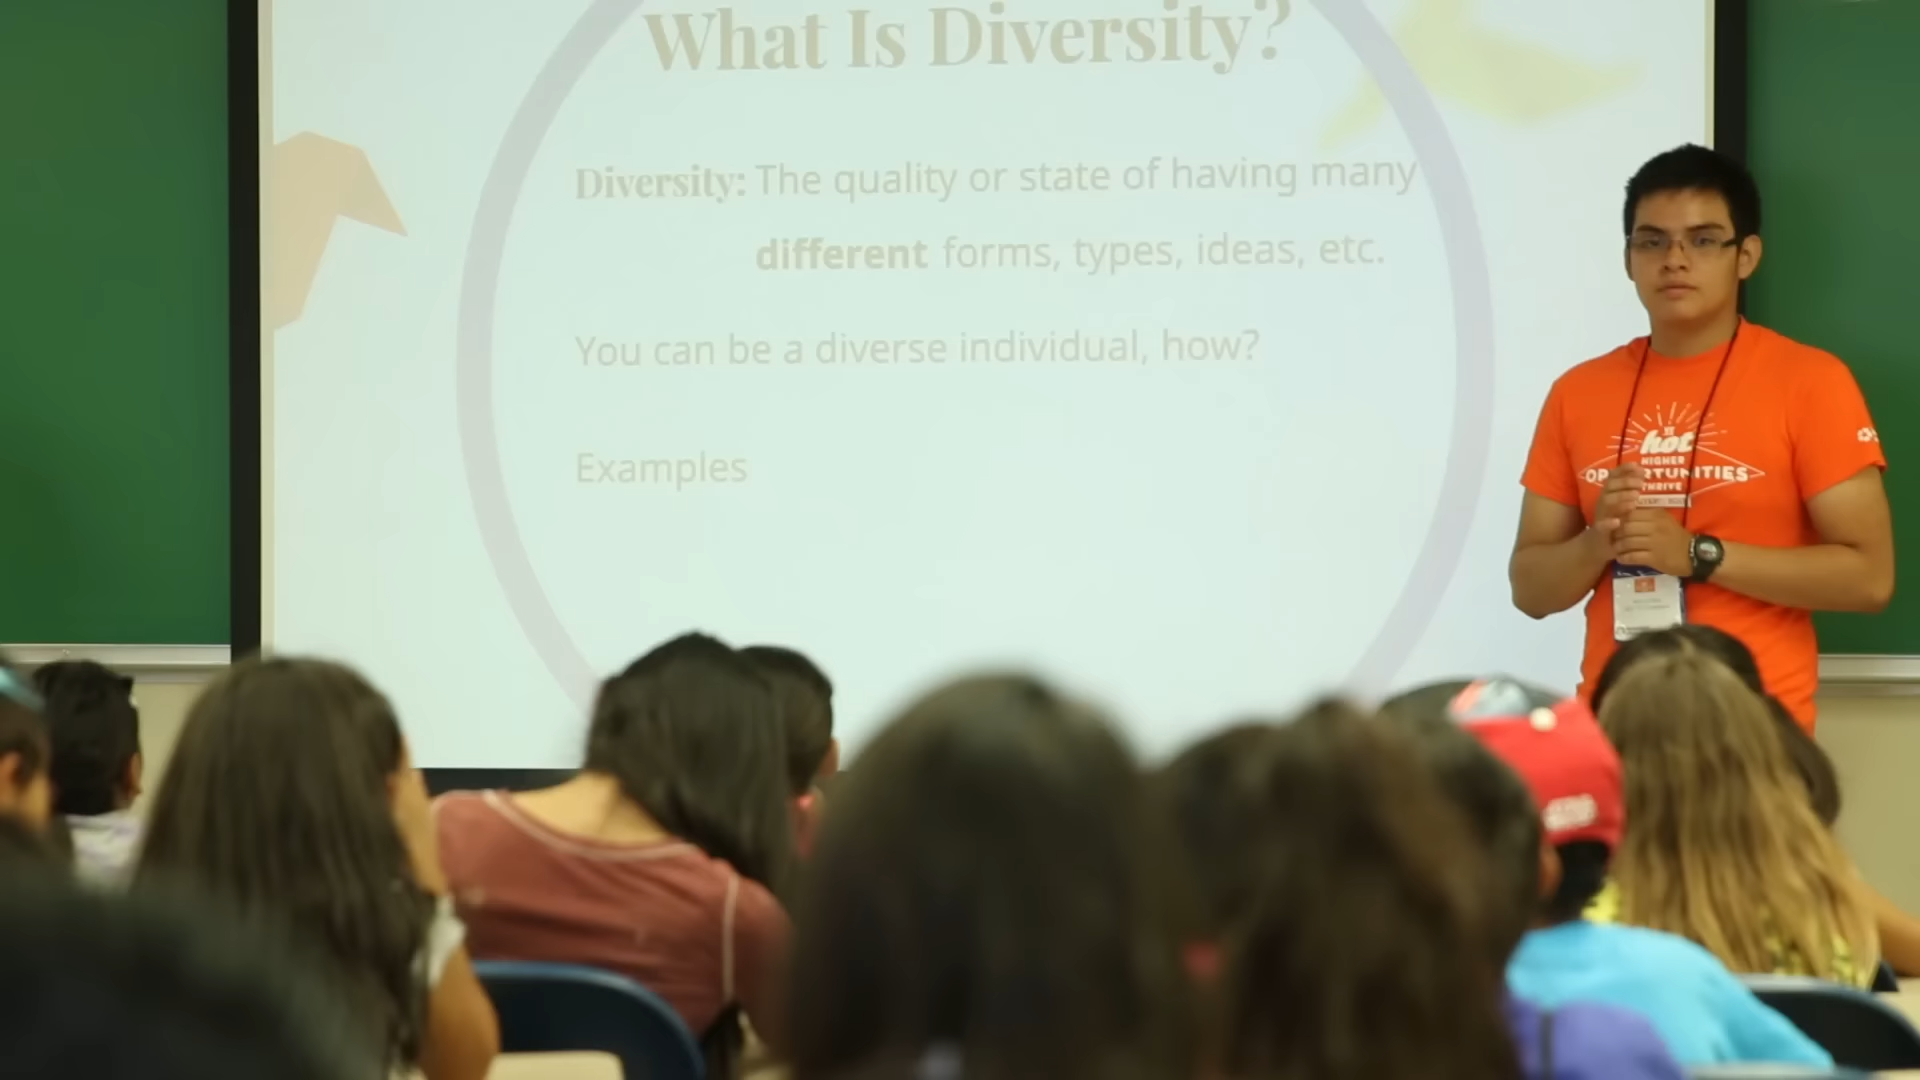 What Is Diversity?
Diversity: The quality or state of having many
different forms, types, ideas, etc.
You can be a diverse individual, how?
Examples
hot
HIGHER
THRIVE